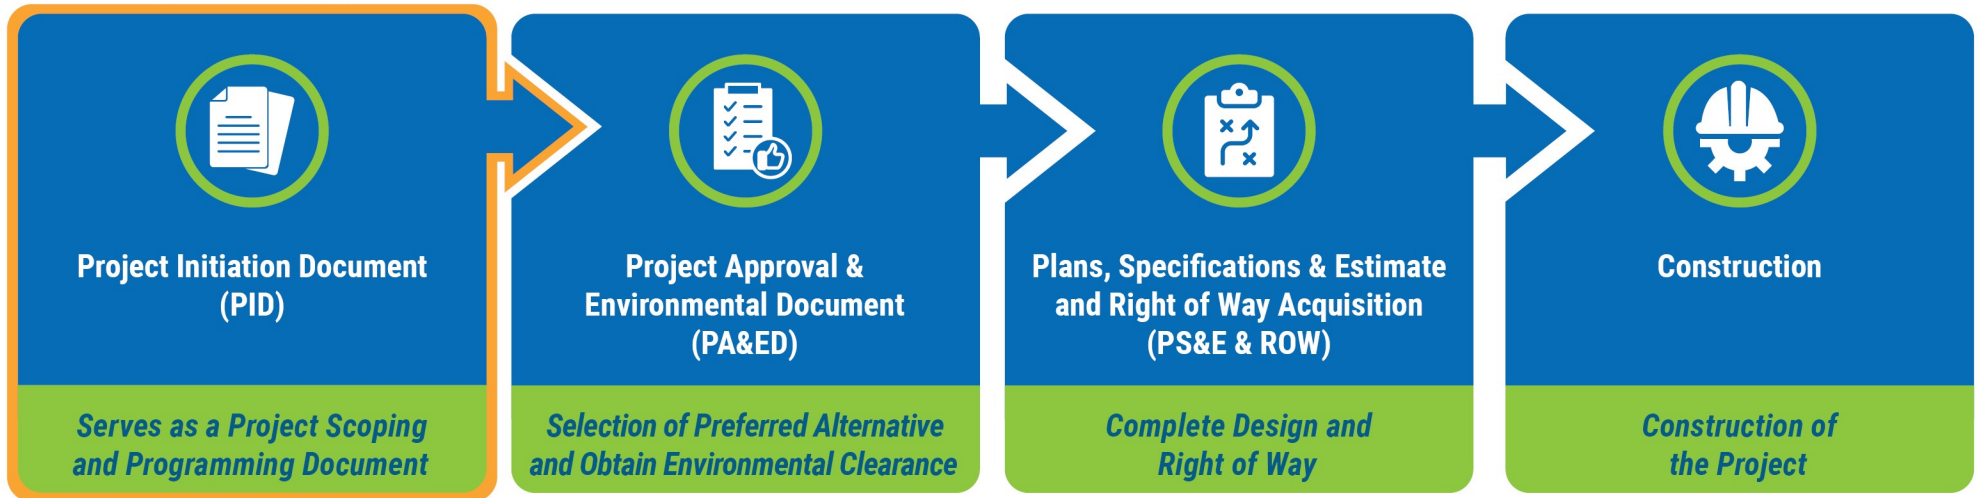 Project Initiation Document
(PID)
Serves as a Project Scoping
and Programming Document
Project Approval &
Environmental Document
(PA&ED)
Selection of Preferred Alternative
and Obtain Environmental Clearance
Plans, Specifications & Estimate
and Right of Way Acquisition
(PS&E & ROW)
Complete Design and
Right of Way
Construction
Construction of
the Project